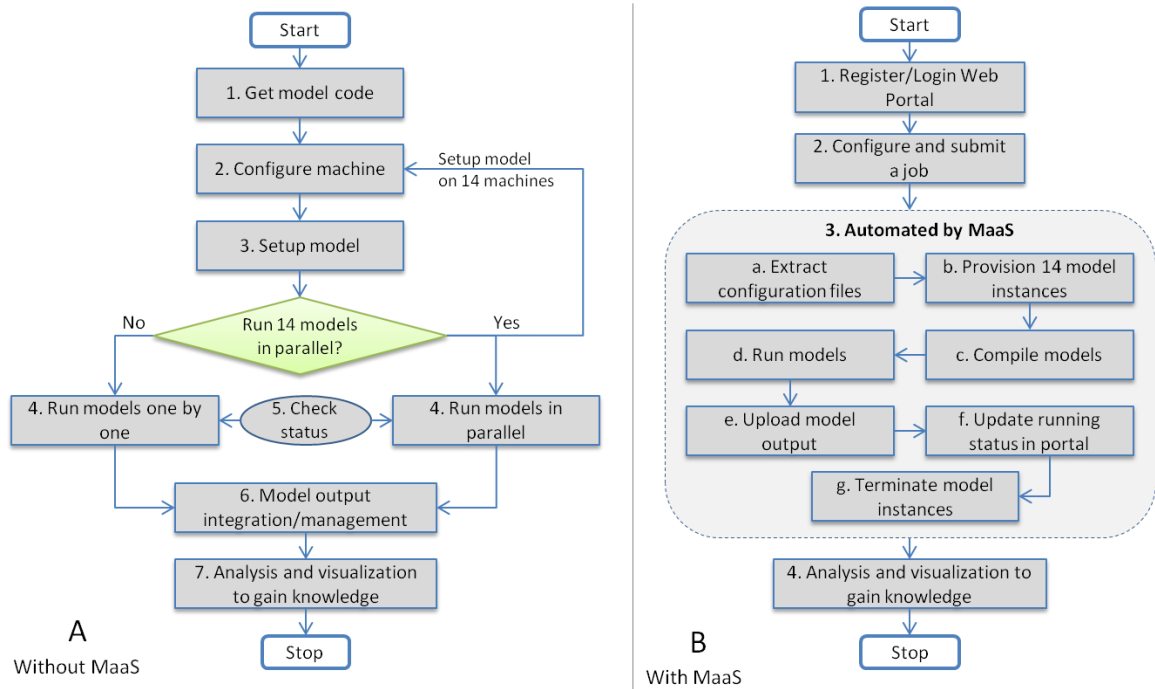 Start
1. Get model code
2. Configure machine
Setup model
on 14 machines
3. Setup model
Run 14 models
in parallel?
No
Yes
4. Run models one by
one
5. Check
status
4. Run models in
parallel
6. Model output
integration/management
7. Analysis and visualization
to gain knowledge
Stop
A
Without MaaS
Start
1. Register/Login Web
Portal
2. Configure and submit
a job
3. Automated by MaaS
a. Extract
configuration files
b. Provision 14 model
instances
c. Compile models
d. Run models
e. Upload model
output
f. Update running
status in portal
g. Terminate model
instances
4. Analysis and visualization to
gain knowledge
Stop
B
With MaaS